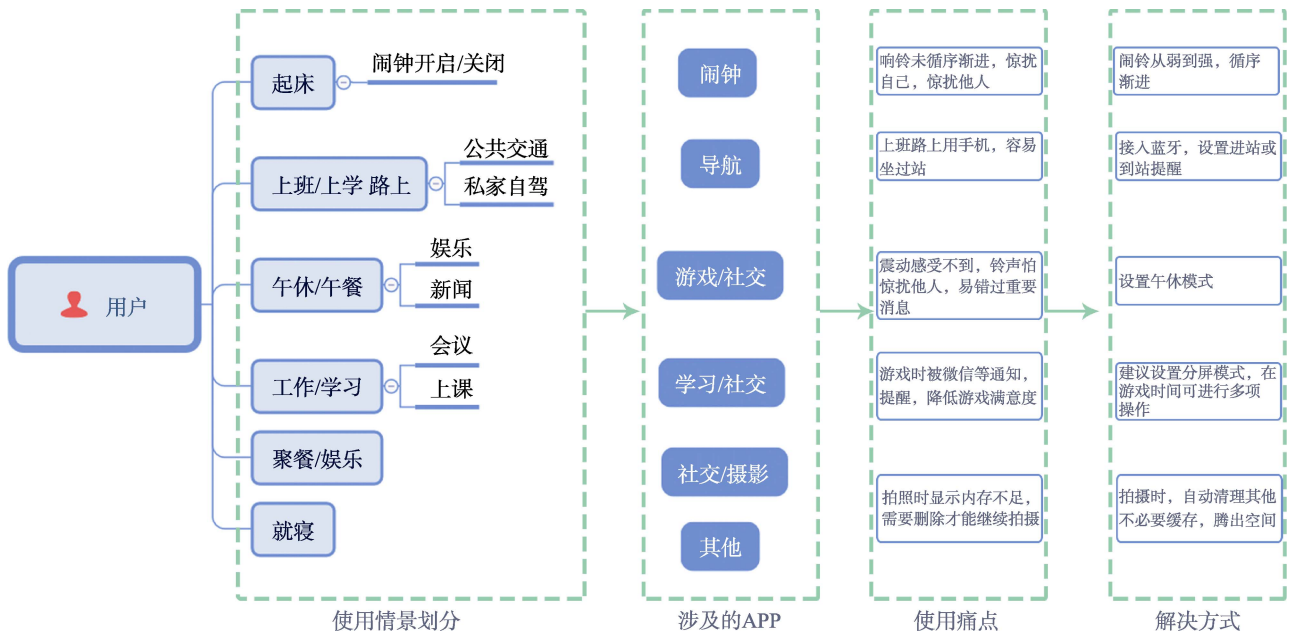 用户
起床
闹钟开启/关闭
上班/上学 路上
公共交通
私家自驾
午休/午餐
娱乐
新闻
工作/学习
会议
上课
聚餐/娱乐
就寝
使用情景划分
闹钟
导航
游戏/社交
学习/社交
社交/摄影
其他
涉及的APP
响铃未循序渐进，惊扰
自己，惊扰他人
上班路上用手机，容易
坐过站
震动感受不到，铃声怕
惊扰他人，易错过重要
消息
游戏时被微信等通知，
提醒，降低游戏满意度
拍照时显示内存不足，
需要删除才能继续拍摄
使用痛点
闹铃从弱到强，循序
渐进
接入蓝牙，设置进站或
到站提醒
设置午休模式
建议设置分屏模式，在
游戏时间可进行多项
操作
拍摄时，自动清理其他
不必要缓存，腾出空间
解决方式